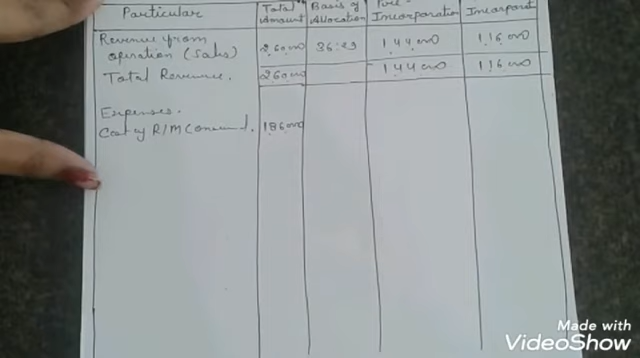 Particular Total Amount Basis of Allocation Pre- Incorporation Incorporat
Revenue from
operation (Sales) 2,60,000 36:29 1,44,000 1,16,000
Total Revenue. 2,60,000 1,44,000 1,16,000
Expenses.
Cost of R/M Consumed. 1,86,000
Made with
VideoShow